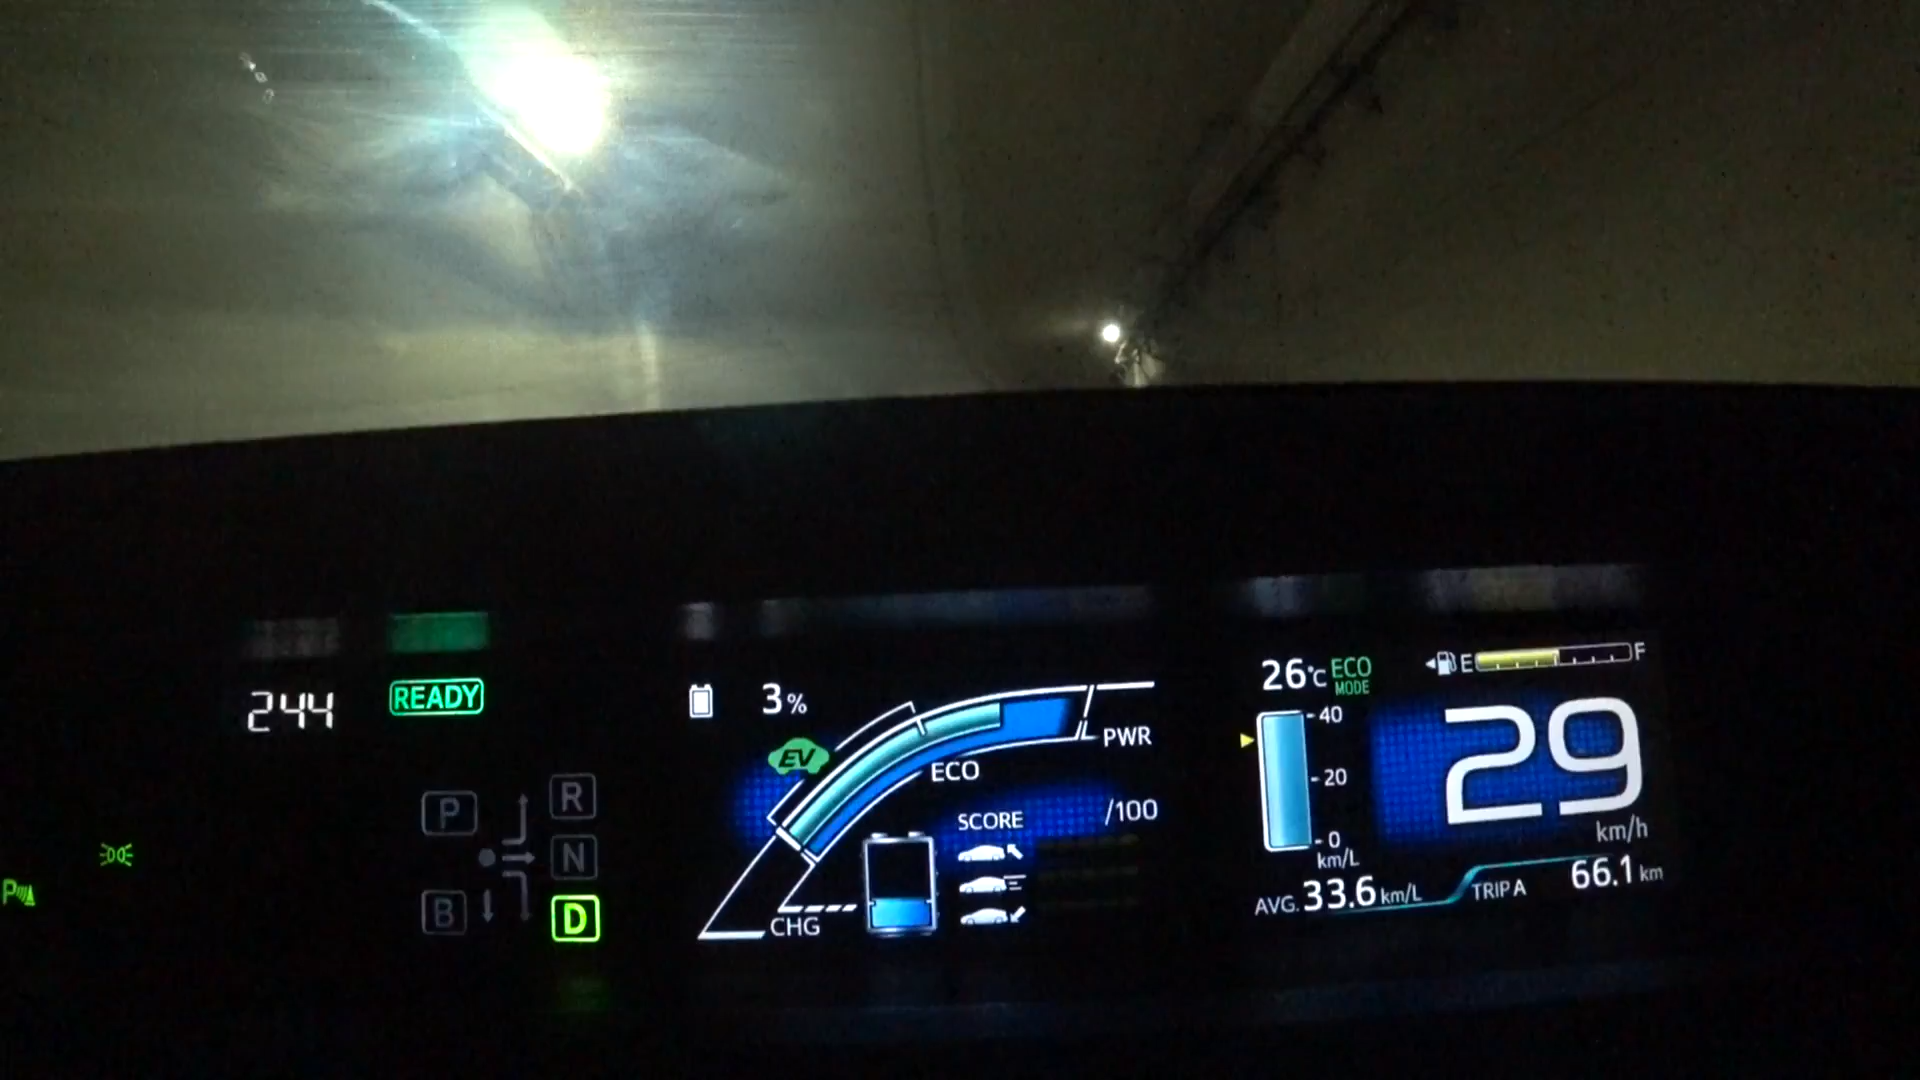 244
READY
P
R
N
B
D
P
3%
EV
PWR
ECO
CHG
SCORE
/100
26°C
ECO
MODE
E
F
40
20
0
km/L
29
km/h
AVG. 33.6 km/L
TRIP A
66.1 km